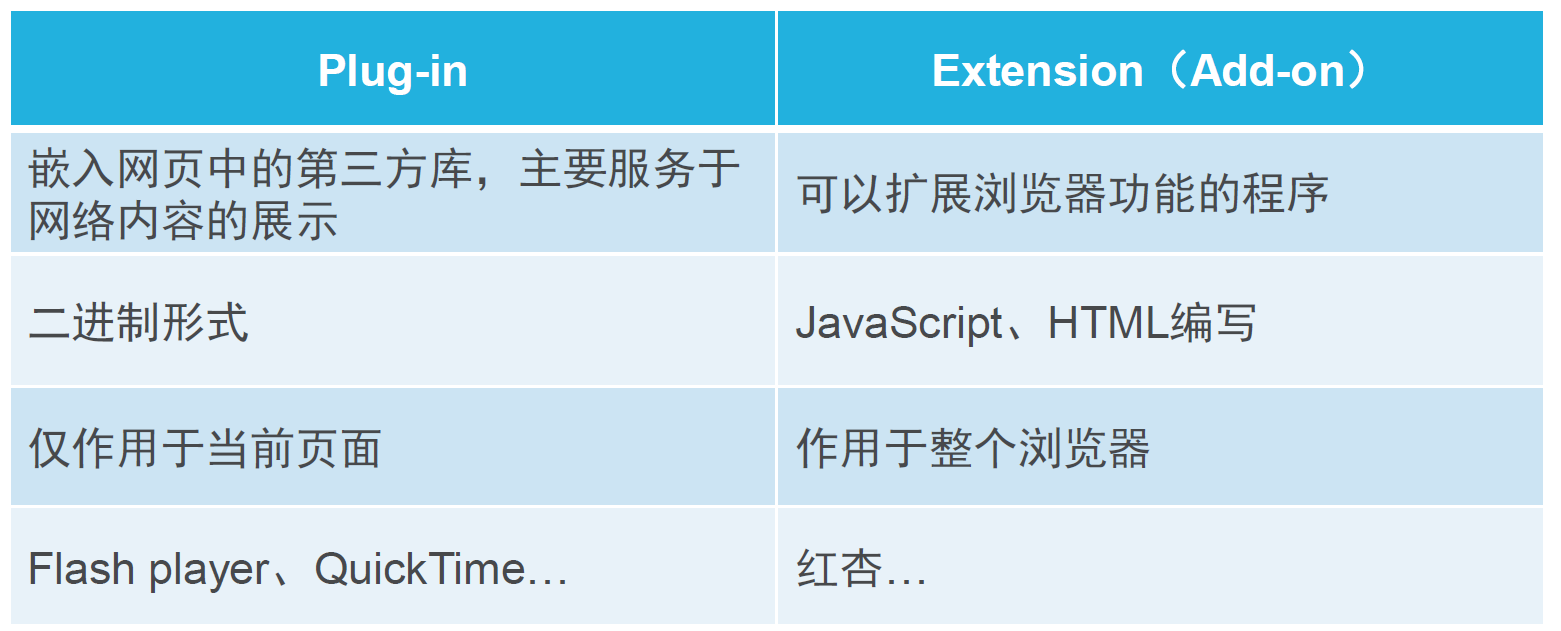 Plug-in
Extension（Add-on）
嵌入网页中的第三方库，主要服务于
网络内容的展示
可以扩展浏览器功能的程序
二进制形式
JavaScript、HTML编写
仅作用于当前页面
作用于整个浏览器
Flash player、QuickTime…
红杏…